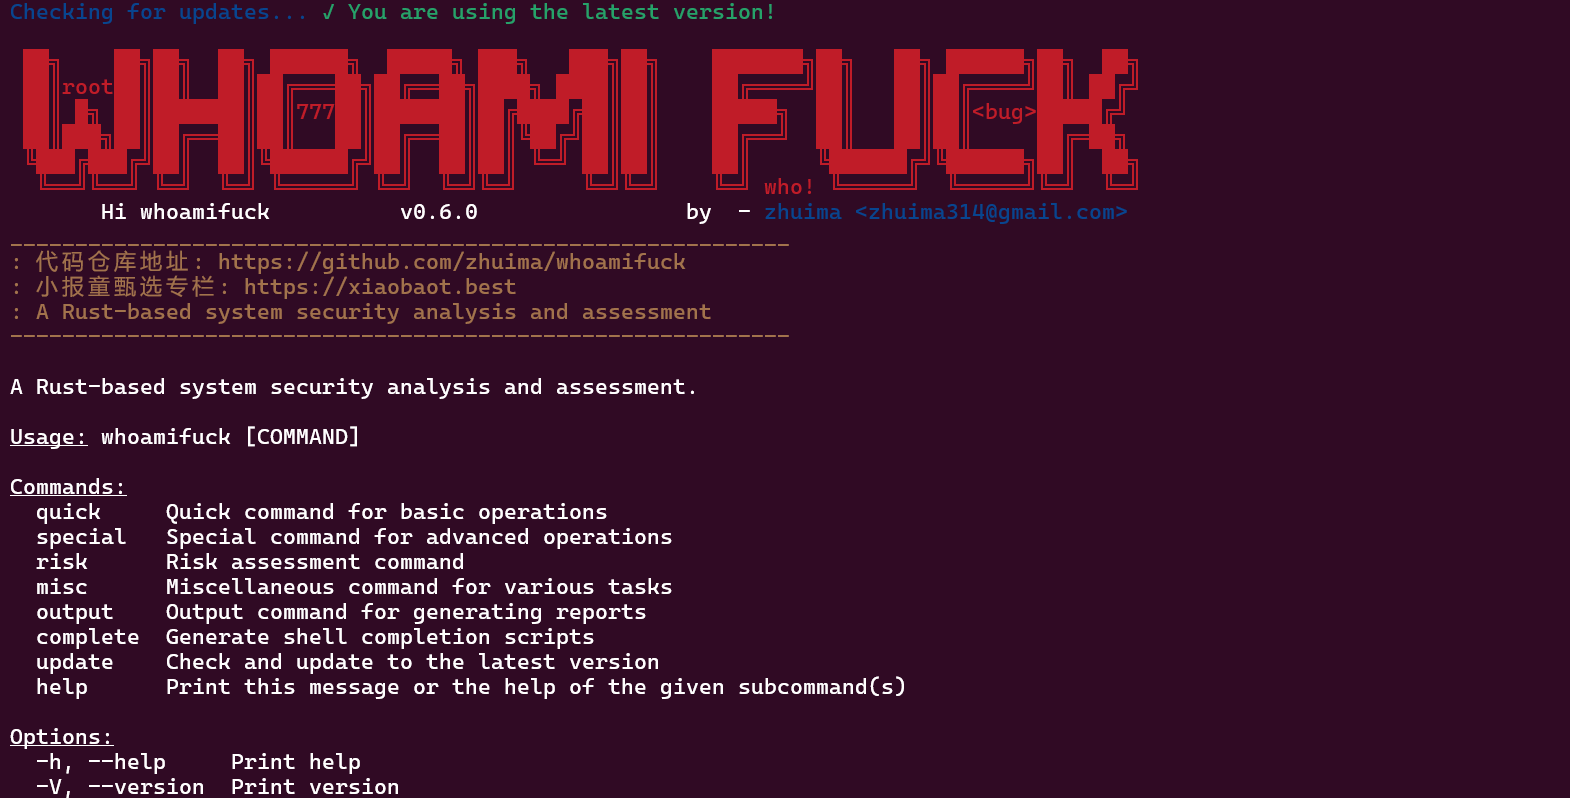 Checking for updates... ✓ You are using the latest version!
WHOAMI FUCK
root
777
<bug>
who!
Hi whoamifuck v0.6.0 by - zhuima <zhuima314@gmail.com>
: 代码仓库地址: https://github.com/zhuima/whoamifuck
: 小报童甄选专栏: https://xiaobaot.best
: A Rust-based system security analysis and assessment
A Rust-based system security analysis and assessment.
Usage: whoamifuck [COMMAND]
Commands:
quick Quick command for basic operations
special Special command for advanced operations
risk Risk assessment command
misc Miscellaneous command for various tasks
output Output command for generating reports
complete Generate shell completion scripts
update Check and update to the latest version
help Print this message or the help of the given subcommand(s)
Options:
-h, --help Print help
-V, --version Print version